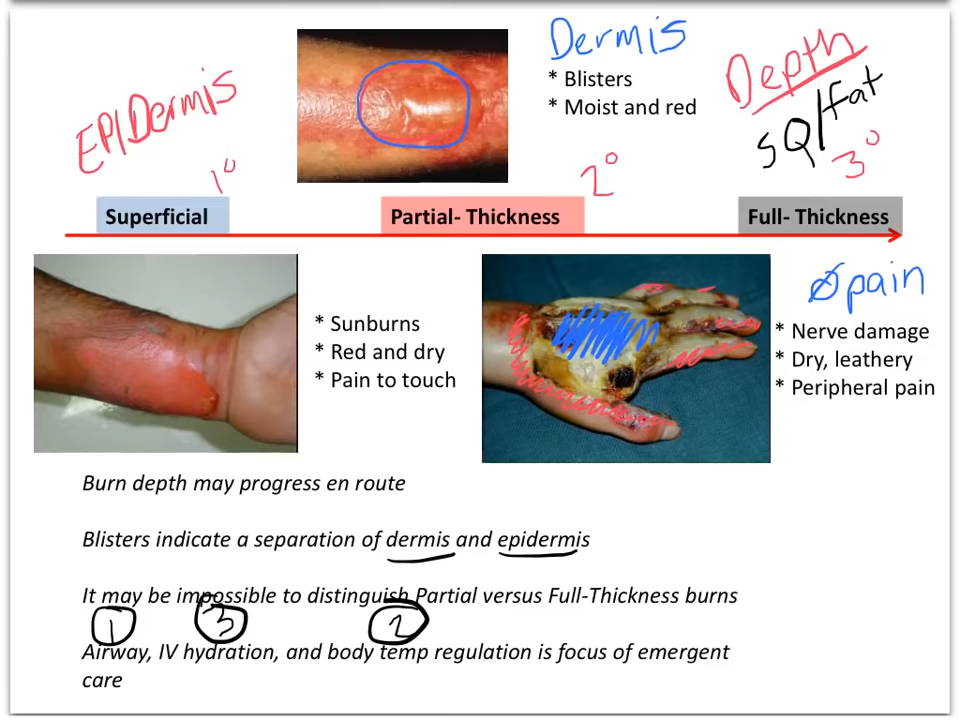 Dermis
Depth
* Blisters
* Moist and red
SQ/fat
EPIDermis
1°
2°
3°
Superficial
Partial- Thickness
Full- Thickness
Ø pain
* Sunburns
* Red and dry
* Pain to touch
* Nerve damage
* Dry, leathery
* Peripheral pain
Burn depth may progress en route
Blisters indicate a separation of dermis and epidermis
It may be impossible to distinguish Partial versus Full-Thickness burns
1 3 2
Airway, IV hydration, and body temp regulation is focus of emergent
care